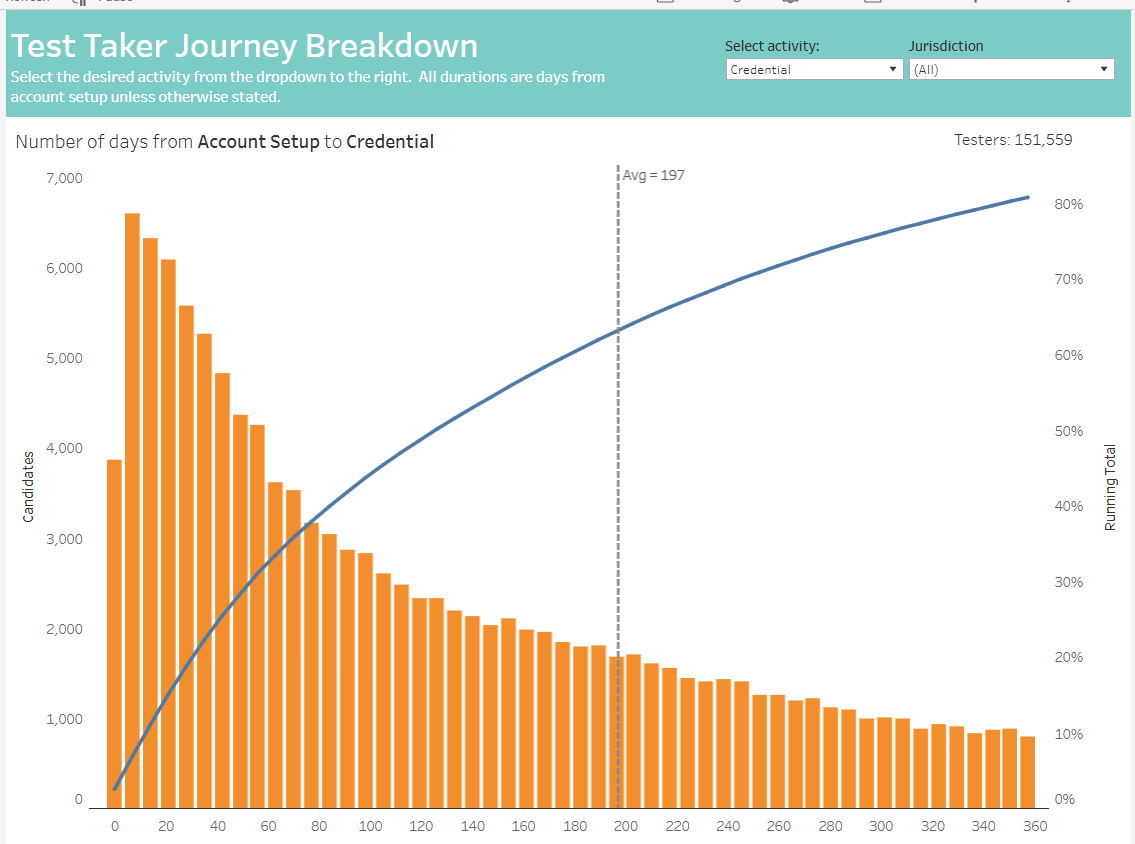 Test Taker Journey Breakdown
Select the desired activity from the dropdown to the right.  All durations are days from
account setup unless otherwise stated.
Select activity:
Jurisdiction
Credential
(All)
Number of days from Account Setup to Credential
Testers: 151,559
Avg = 197
7,000
6,000
5,000
4,000
3,000
2,000
1,000
0
Candidates
80%
70%
60%
50%
40%
30%
20%
10%
0%
Running Total
0 20 40 60 80 100 120 140 160 180 200 220 240 260 280 300 320 340 360